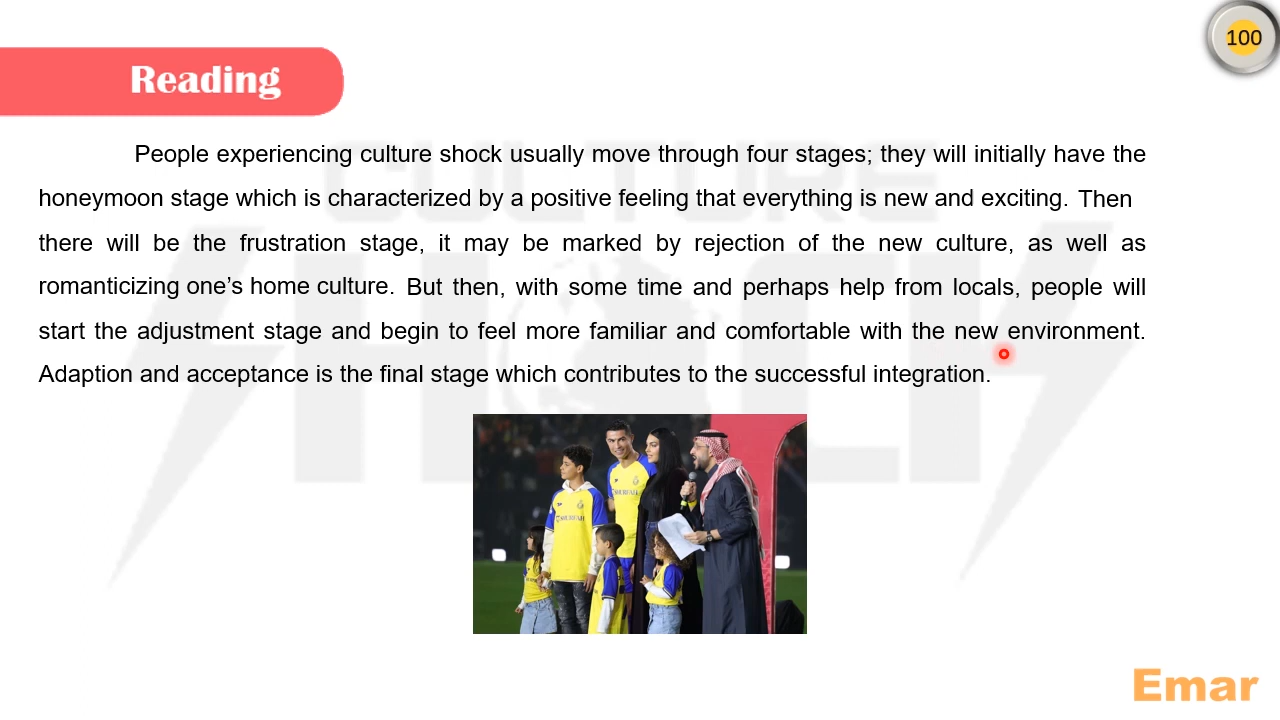 100
Reading
People experiencing culture shock usually move through four stages; they will initially have the
honeymoon stage which is characterized by a positive feeling that everything is new and exciting. Then
there will be the frustration stage, it may be marked by rejection of the new culture, as well as
romanticizing one’s home culture. But then, with some time and perhaps help from locals, people will
start the adjustment stage and begin to feel more familiar and comfortable with the new environment.
Adaption and acceptance is the final stage which contributes to the successful integration.
CULTURE
Emar